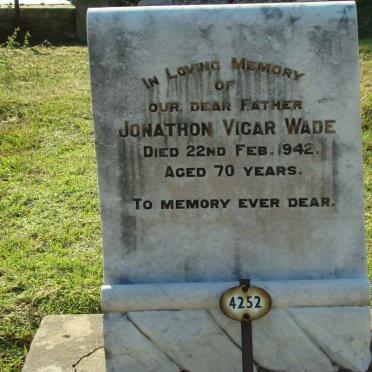 In Loving Memory
OF
OUR DEAR FATHER
JONATHON VICAR WADE
DIED 22ND FEB. 1942.
AGED 70 YEARS.
TO MEMORY EVER DEAR.
4252